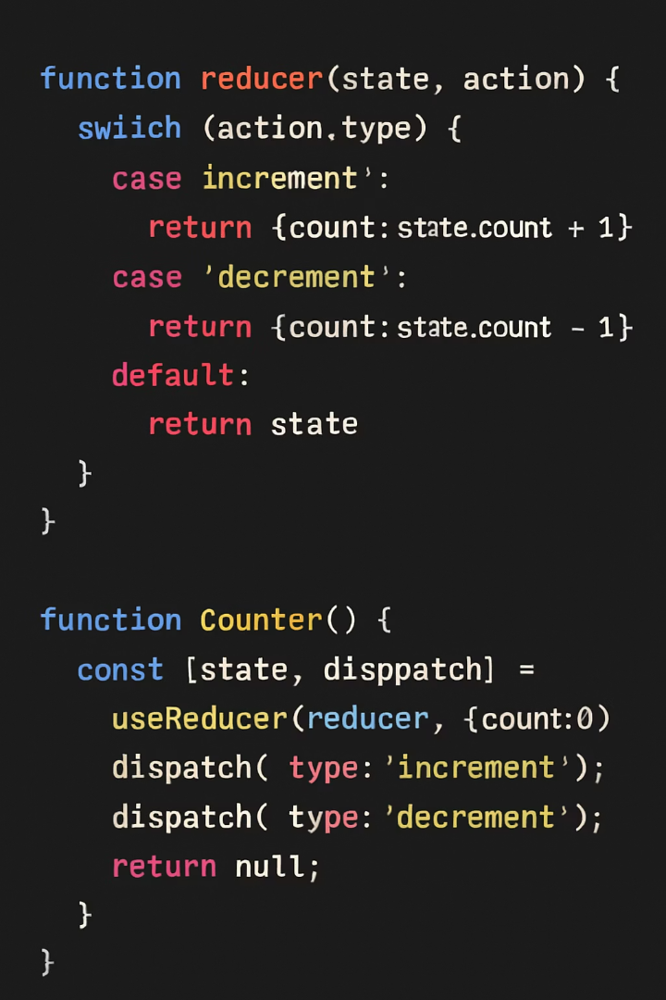 function reducer(state, action) {
  swiich (action.type) {
    case increment':
      return {count: state.count + 1}
    case 'decrement':
      return {count: state.count - 1}
    default:
      return state
  }
}
function Counter() {
  const [state, disppatch] =
    useReducer(reducer, {count:0)
    dispatch( type: 'increment');
    dispatch( type: 'decrement');
    return null;
  }
}